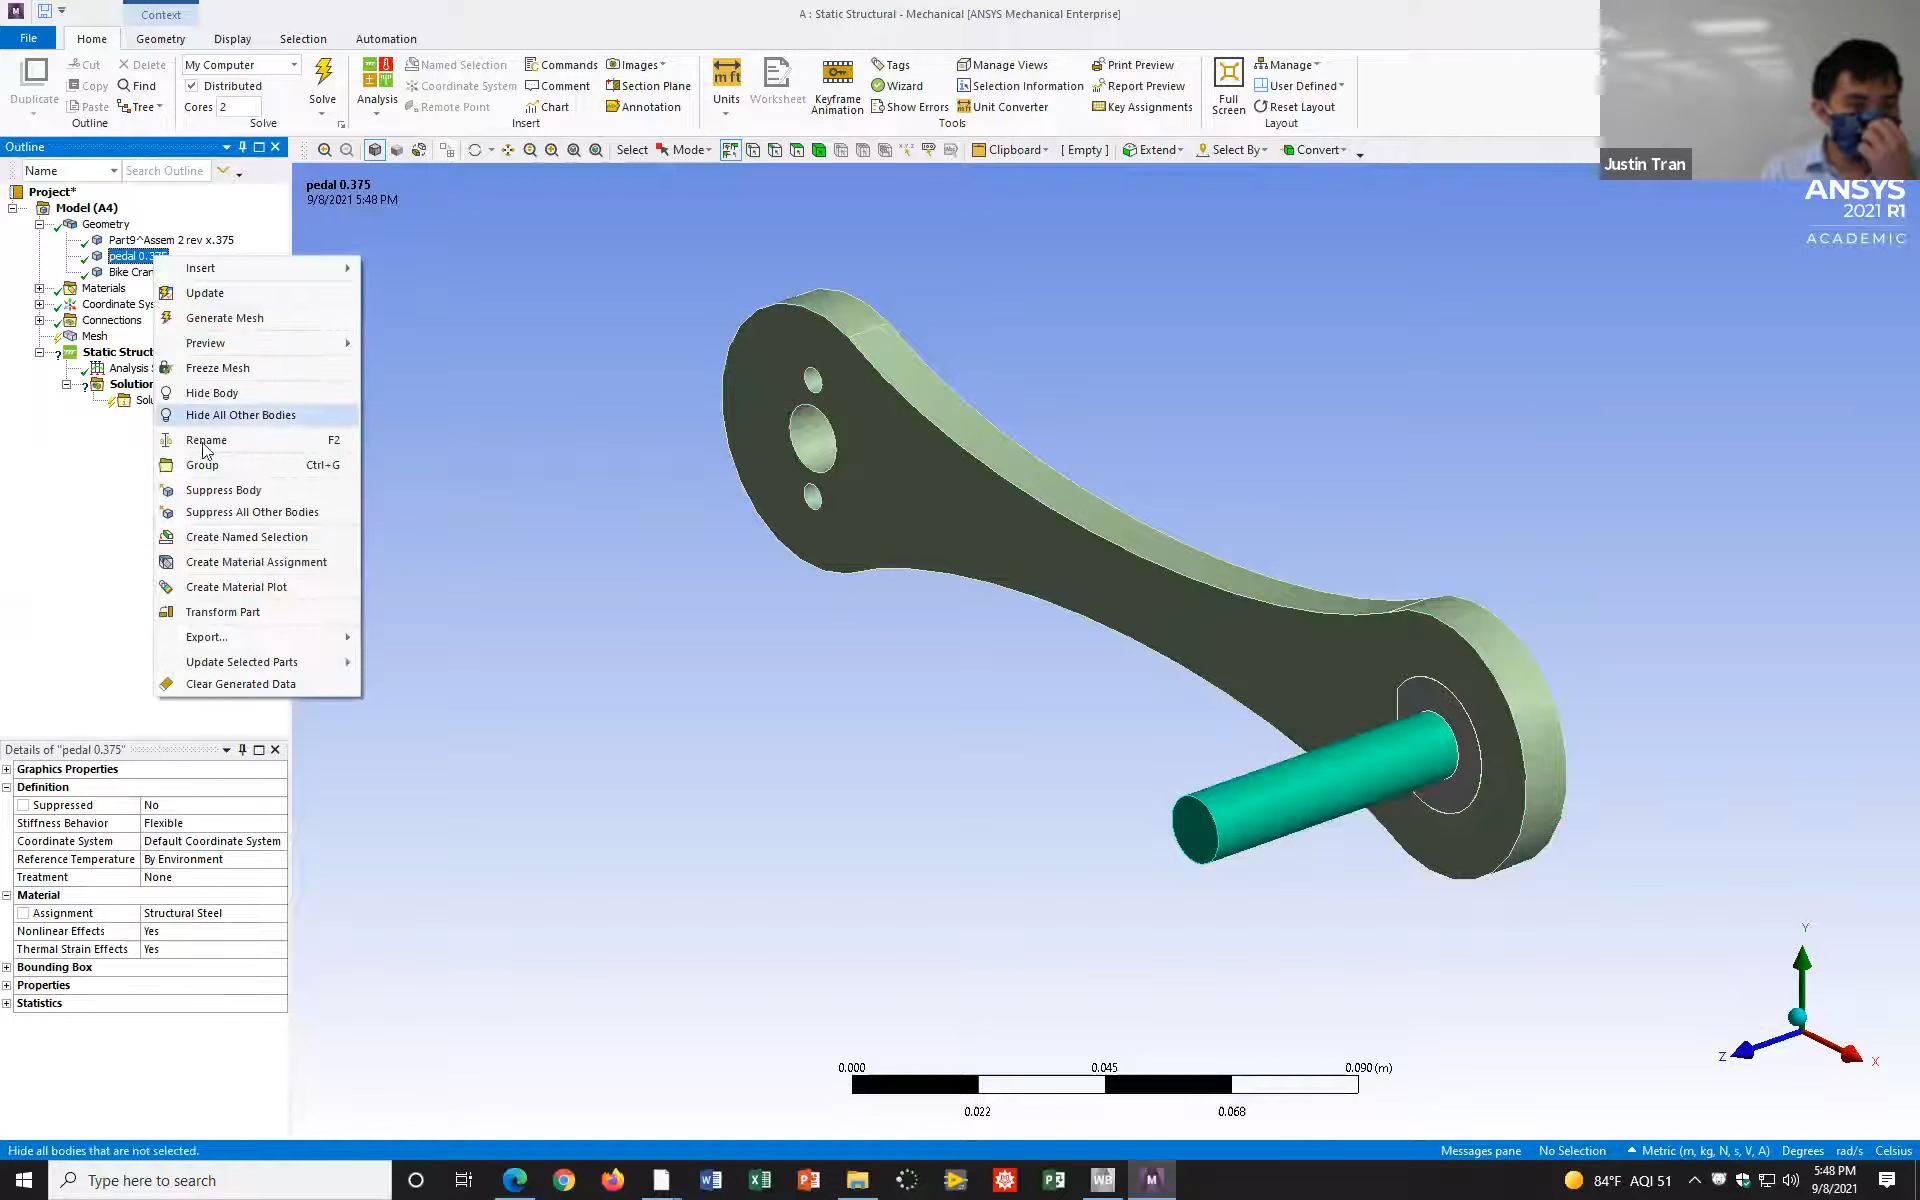 Context
A : Static Structural - Mechanical [ANSYS Mechanical Enterprise]
File
Home
Geometry
Display
Selection
Automation
Duplicate
Cut
Copy
Paste
Delete
Find
Tree
Outline
My Computer
Distributed
Cores 2
Solve
Solve
Analysis
Named Selection
Coordinate System
Remote Point
Commands
Comment
Chart
Images
Section Plane
Annotation
Insert
Units
Worksheet
Keyframe
Animation
Tags
Wizard
Show Errors
Manage Views
Selection Information
Unit Converter
Print Preview
Report Preview
Key Assignments
Tools
Full
Screen
Manage
User Defined
Reset Layout
Layout
Justin Tran
Outline
Name
Search Outline
Select
Mode
Clipboard
[ Empty ]
Extend
Select By
Convert
Project*
Model (A4)
Geometry
Part9^Assem 2 rev x.375
pedal 0.375
Bike Cran
Materials
Coordinate Sys
Connections
Mesh
Static Struct
Analysis
Solution
Solu
Insert
Update
Generate Mesh
Preview
Freeze Mesh
Hide Body
Hide All Other Bodies
Rename F2
Group Ctrl+G
Suppress Body
Suppress All Other Bodies
Create Named Selection
Create Material Assignment
Create Material Plot
Transform Part
Export...
Update Selected Parts
Clear Generated Data
pedal 0.375
9/8/2021 5:48 PM
ANSYS
2021 R1
ACADEMIC
Details of "pedal 0.375"
Graphics Properties
Definition
Suppressed No
Stiffness Behavior Flexible
Coordinate System Default Coordinate System
Reference Temperature By Environment
Treatment None
Material
Assignment Structural Steel
Nonlinear Effects Yes
Thermal Strain Effects Yes
Bounding Box
Properties
Statistics
0.000 0.045 0.090 (m)
0.022 0.068
Y
Z
X
Hide all bodies that are not selected.
Messages pane
No Selection
Metric (m, kg, N, s, V, A)
Degrees
rad/s
Celsius
Type here to search
84°F AQI 51
5:48 PM
9/8/2021